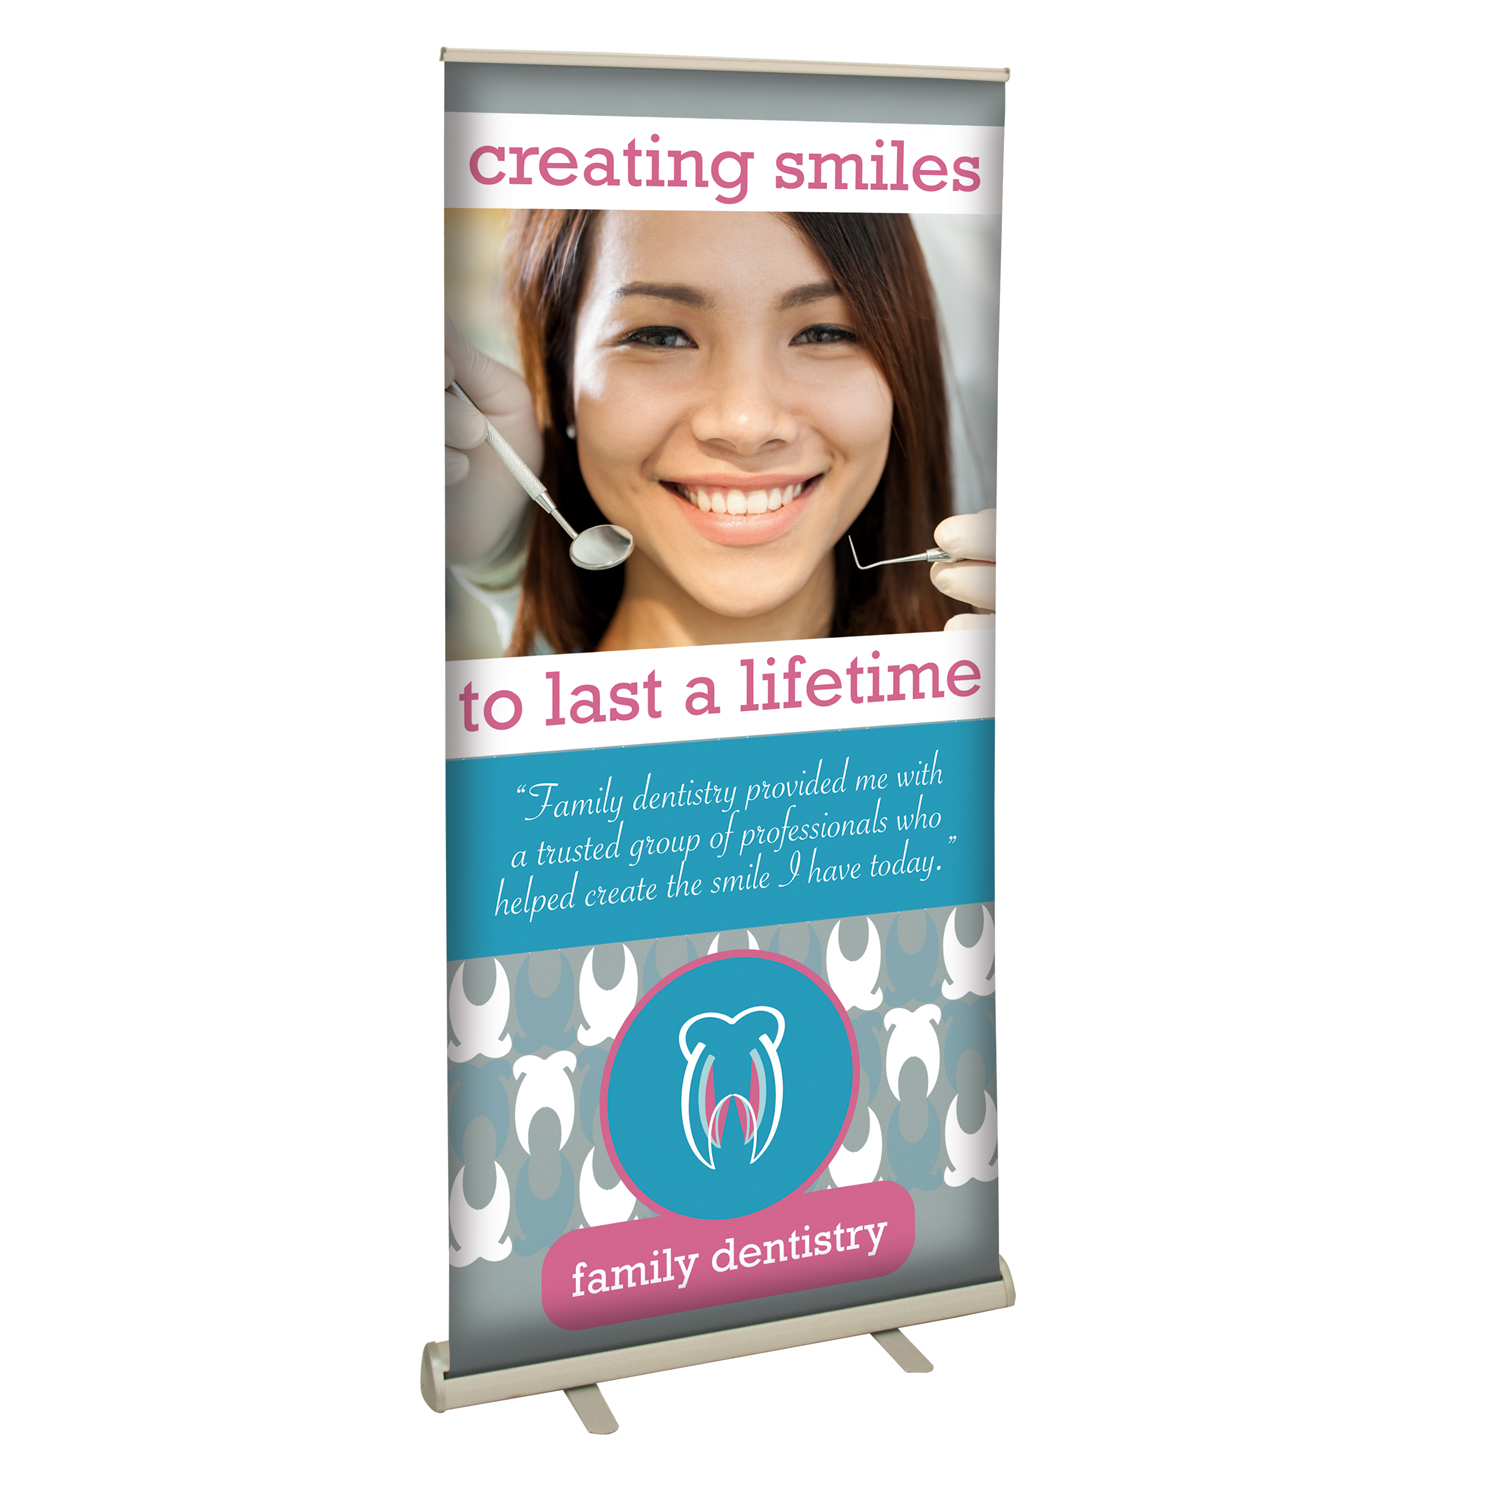 creating smiles
to last a lifetime
“Family dentistry provided me with
a trusted group of professionals who
helped create the smile I have today.”
family dentistry